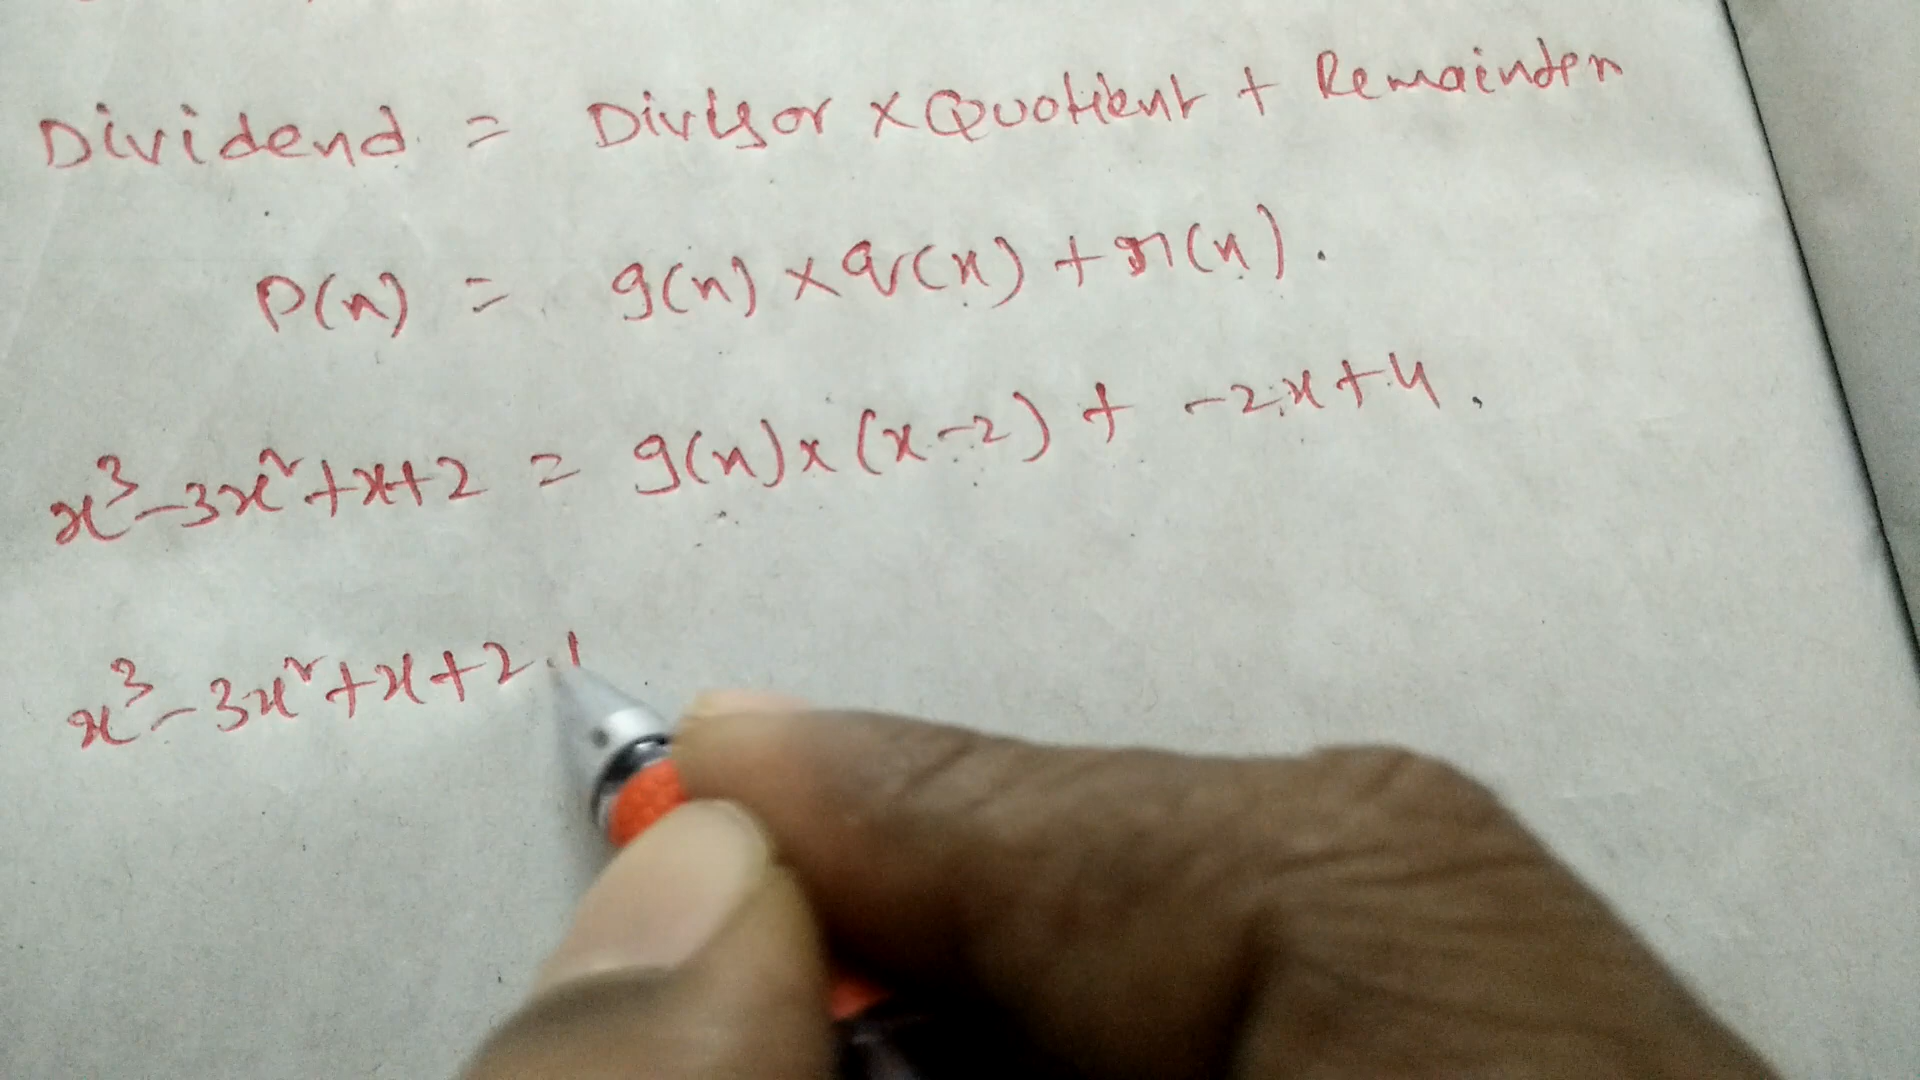 Dividend = Divisor × Quotient + Remainder
P(x) = g(x) × q(x) + r(x).
x³-3x²+x+2 = g(x) × (x-2) + -2x+4.
x³-3x²+x+2